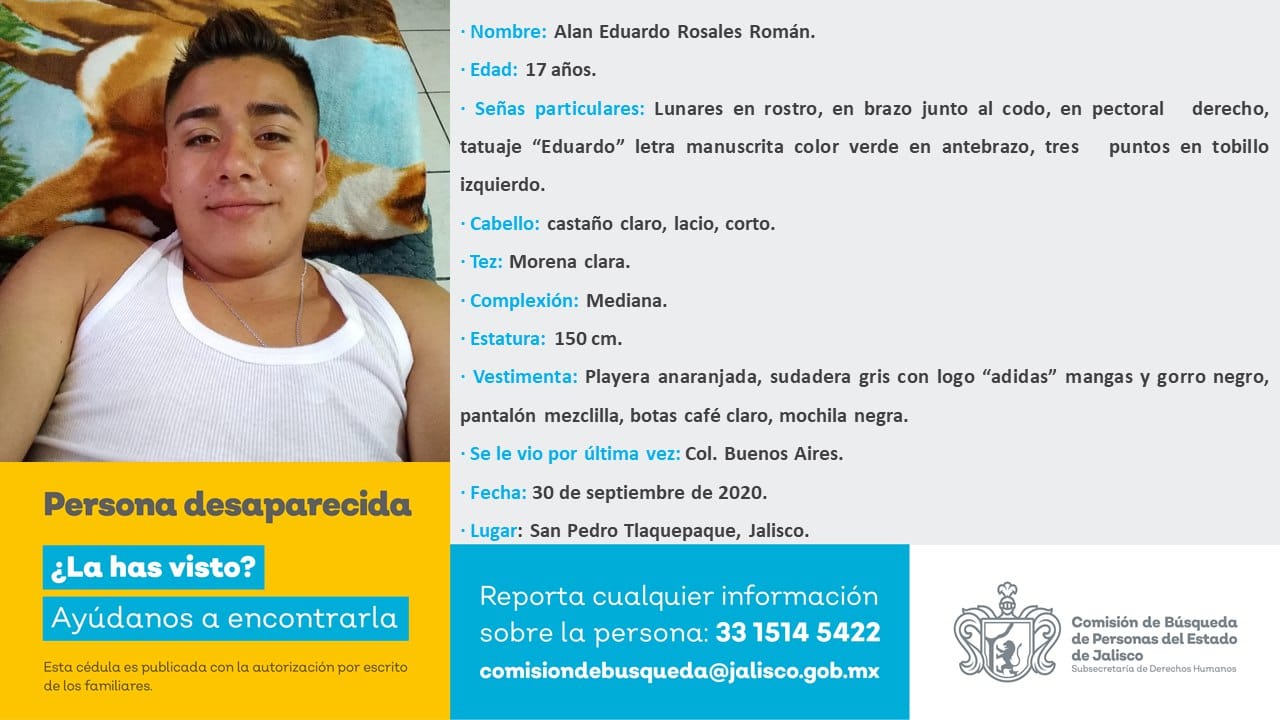 · Nombre: Alan Eduardo Rosales Román.
· Edad: 17 años.
· Señas particulares: Lunares en rostro, en brazo junto al codo, en pectoral derecho,
tatuaje “Eduardo” letra manuscrita color verde en antebrazo, tres puntos en tobillo
izquierdo.
· Cabello: castaño claro, lacio, corto.
· Tez: Morena clara.
· Complexión: Mediana.
· Estatura: 150 cm.
· Vestimenta: Playera anaranjada, sudadera gris con logo “adidas” mangas y gorro negro,
pantalón mezclilla, botas café claro, mochila negra.
· Se le vio por última vez: Col. Buenos Aires.
· Fecha: 30 de septiembre de 2020.
· Lugar: San Pedro Tlaquepaque, Jalisco.
Persona desaparecida
¿La has visto?
Ayúdanos a encontrarla
Esta cédula es publicada con la autorización por escrito
de los familiares.
Reporta cualquier información
sobre la persona: 33 1514 5422
comisiondebusqueda@jalisco.gob.mx
Comisión de Búsqueda
de Personas del Estado
de Jalisco
Subsecretaría de Derechos Humanos